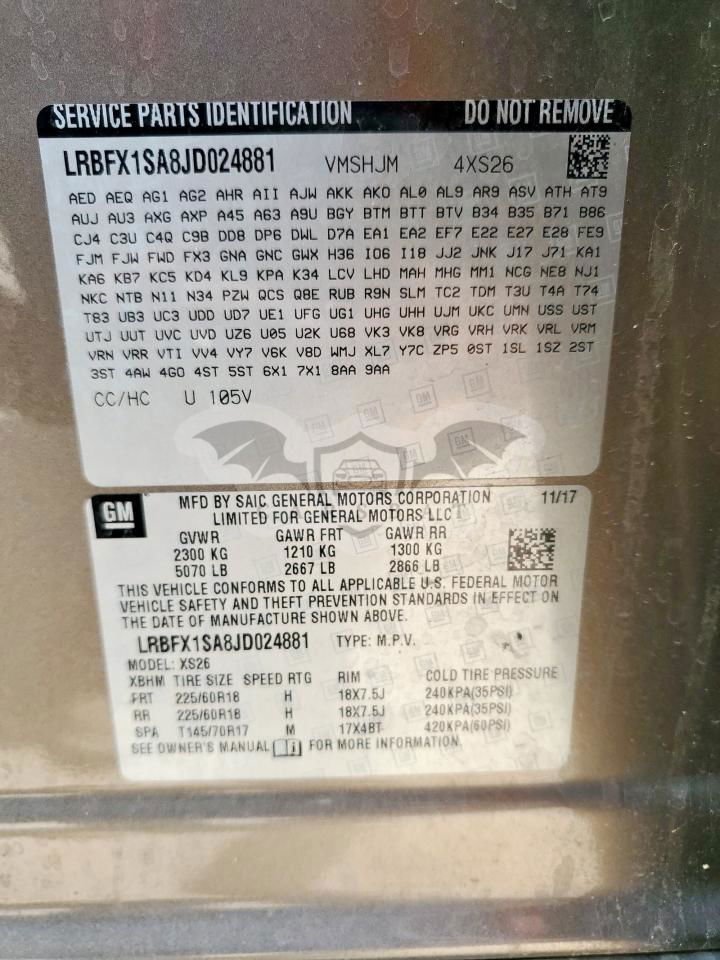 SERVICE PARTS IDENTIFICATION DO NOT REMOVE
LRBFX1SA8JD024881 VMSHJM 4XS26
AED AEQ AG1 AG2 AHR AII AJW AKK AKO AL0 AL9 AR9 ASV ATH AT9
AUJ AU3 AXG AXP A45 A63 A9U BGY BTM BTT BTV B34 B35 B71 B86
CJ4 C3U C4Q C9B DD8 DP6 DWL D7A EA1 EA2 EF7 E22 E27 E28 FE9
FJM FJW FWD FX3 GNA GNC GWX H36 IO6 I18 JJ2 JNK J17 J71 KA1
KA6 KB7 KC5 KD4 KL9 KPA K34 LCV LHD MAH MHG MM1 NCG NE8 NJ1
NKC NTB N11 N34 PZW QCS Q8E RUB R9N SLM TC2 TDM T3U T4A T74
T83 UB3 UC3 UDD UD7 UE1 UFG UG1 UHG UHH UJM UKC UMN USS UST
UTJ UUT UVC UVD UZ6 U05 U2K U68 VK3 VK8 VRG VRH VRK VRL VRM
VRN VRR VTI VV4 VY7 V6K V8D WMJ XL7 Y7C ZP5 0ST 1SL 1SZ 2ST
3ST 4AW 4GO 4ST 5ST 6X1 7X1 8AA 9AA
CC/HC U 105V
GM
MFD BY SAIC GENERAL MOTORS CORPORATION 11/17
LIMITED FOR GENERAL MOTORS LLC
GVWR GAWR FRT GAWR RR
2300 KG 1210 KG 1300 KG
5070 LB 2667 LB 2866 LB
THIS VEHICLE CONFORMS TO ALL APPLICABLE U.S. FEDERAL MOTOR
VEHICLE SAFETY AND THEFT PREVENTION STANDARDS IN EFFECT ON
THE DATE OF MANUFACTURE SHOWN ABOVE.
LRBFX1SA8JD024881 TYPE: M.P.V.
MODEL: XS26
XBHM TIRE SIZE SPEED RTG RIM COLD TIRE PRESSURE
FRT 225/60R18 H 18X7.5J 240KPA(35PSI)
RR 225/60R18 H 18X7.5J 240KPA(35PSI)
SPA T145/70R17 M 17X4BT 420KPA(60PSI)
SEE OWNER'S MANUAL FOR MORE INFORMATION.